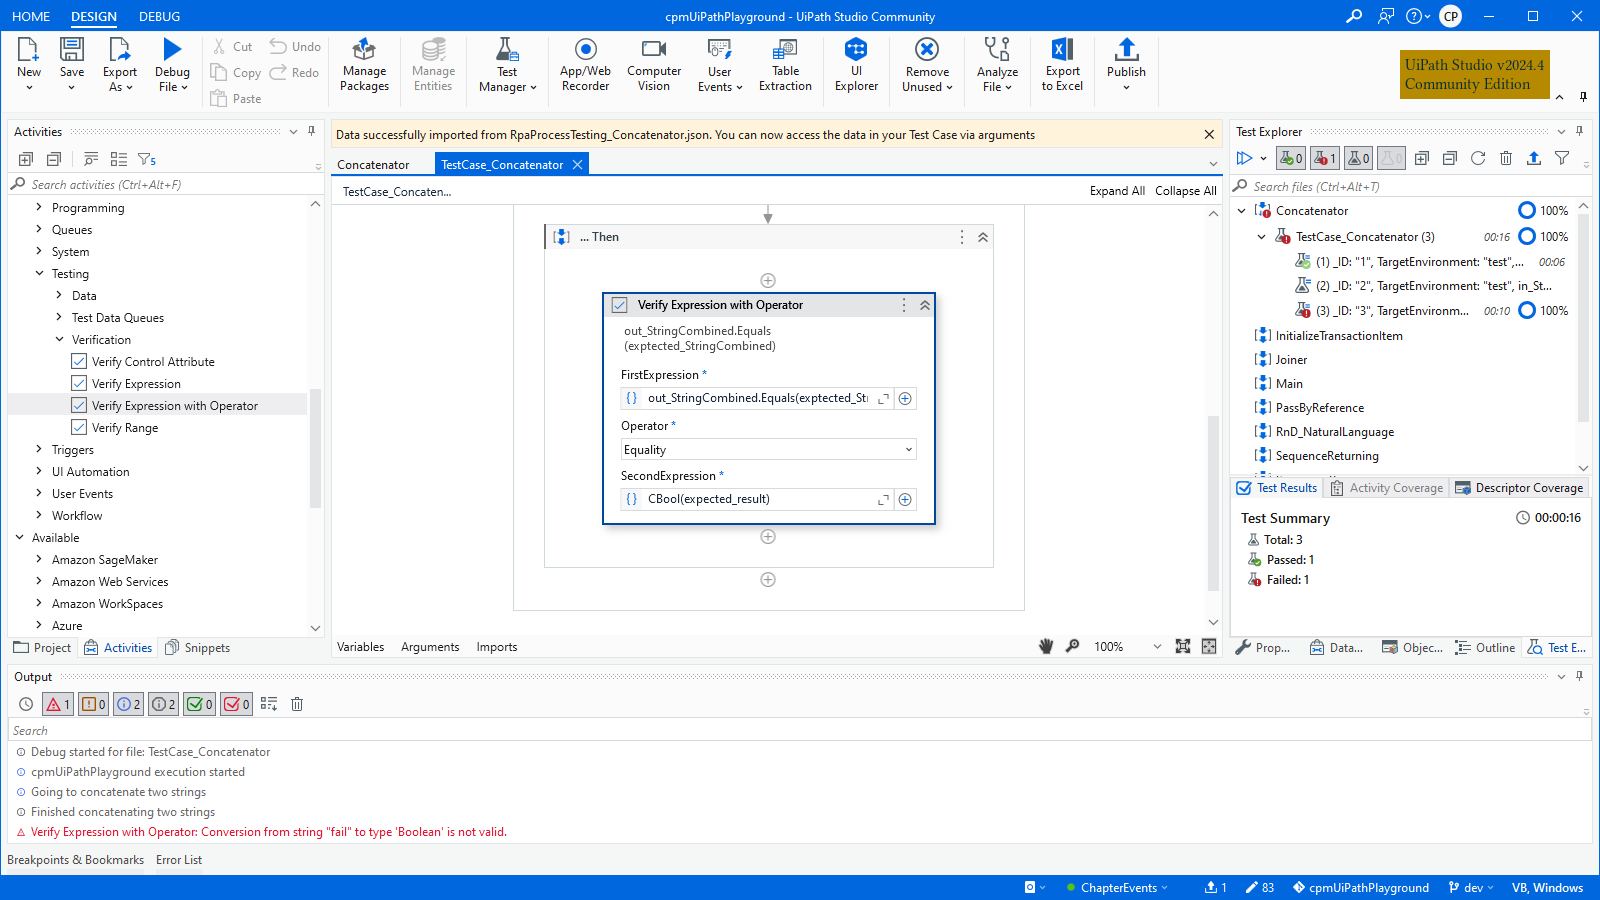 HOME DESIGN DEBUG cpmUiPathPlayground - UiPath Studio Community CP
New Save Export As Debug File Cut Copy Paste Undo Redo Manage Packages Manage Entities Test Manager App/Web Recorder Computer Vision User Events Table Extraction UI Explorer Remove Unused Analyze File Export to Excel Publish
UiPath Studio v2024.4
Community Edition
Activities
5
Search activities (Ctrl+Alt+F)
Programming
Queues
System
Testing
Data
Test Data Queues
Verification
Verify Control Attribute
Verify Expression
Verify Expression with Operator
Verify Range
Triggers
UI Automation
User Events
Workflow
Available
Amazon SageMaker
Amazon Web Services
Amazon WorkSpaces
Azure
Project Activities Snippets
Data successfully imported from RpaProcessTesting_Concatenator.json. You can now access the data in your Test Case via arguments
Concatenator TestCase_Concatenator
TestCase_Concaten... Expand All Collapse All
... Then
Verify Expression with Operator
out_StringCombined.Equals
(exptected_StringCombined)
FirstExpression *
out_StringCombined.Equals(exptected_Str
Operator *
Equality
SecondExpression *
CBool(expected_result)
Variables Arguments Imports 100%
Test Explorer
0 1 0 0
Search files (Ctrl+Alt+T)
Concatenator 100%
TestCase_Concatenator (3) 00:16 100%
(1) _ID: "1", TargetEnvironment: "test",... 00:06
(2) _ID: "2", TargetEnvironment: "test", in_St...
(3) _ID: "3", TargetEnvironm... 00:10 100%
InitializeTransactionItem
Joiner
Main
PassByReference
RnD_NaturalLanguage
SequenceReturning
Test Results Activity Coverage Descriptor Coverage
Test Summary 00:00:16
Total: 3
Passed: 1
Failed: 1
Prop... Data... Objec... Outline Test E...
Output
1 0 2 2 0 0
Search
Debug started for file: TestCase_Concatenator
cpmUiPathPlayground execution started
Going to concatenate two strings
Finished concatenating two strings
Verify Expression with Operator: Conversion from string "fail" to type 'Boolean' is not valid.
Breakpoints & Bookmarks Error List
ChapterEvents 1 83 cpmUiPathPlayground dev VB, Windows